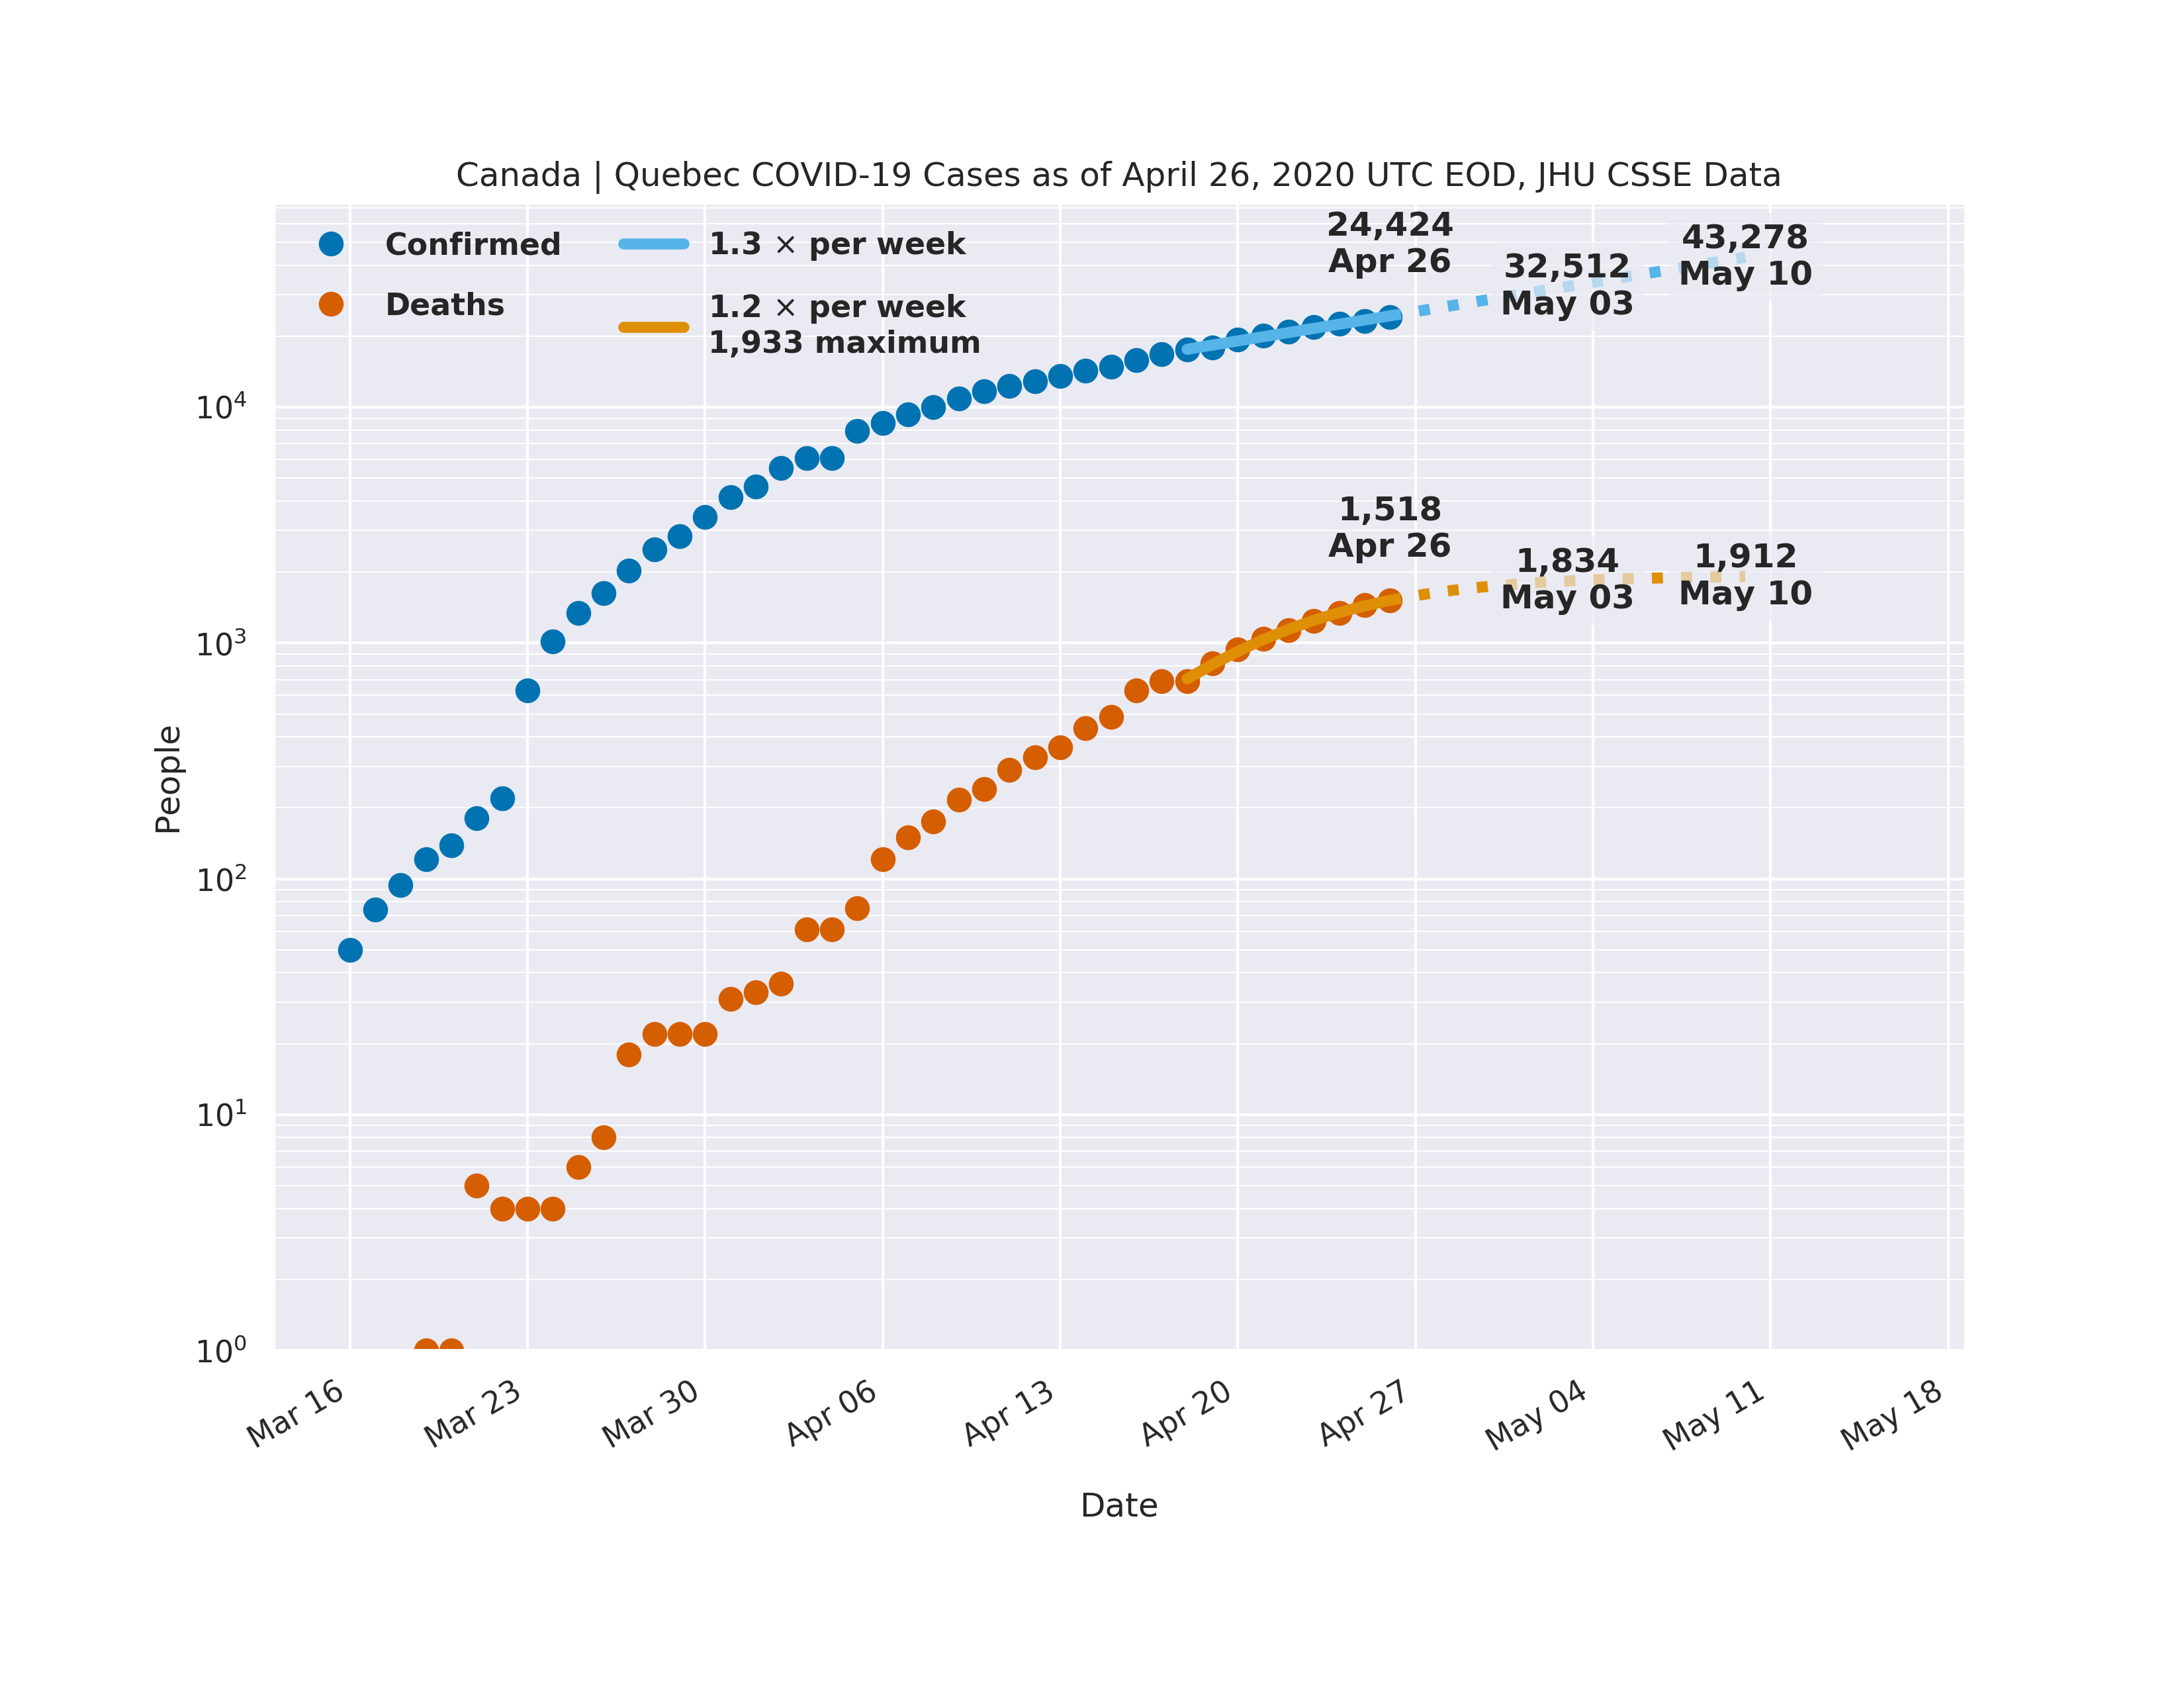 Canada | Quebec COVID-19 Cases as of April 26, 2020 UTC EOD, JHU CSSE Data
Confirmed
Deaths
1.3 × per week
1.2 × per week
1,933 maximum
24,424
Apr 26
32,512
May 03
43,278
May 10
1,518
Apr 26
1,834
May 03
1,912
May 10
People
10⁴
10³
10²
10¹
10⁰
Mar 16
Mar 23
Mar 30
Apr 06
Apr 13
Apr 20
Apr 27
May 04
May 11
May 18
Date